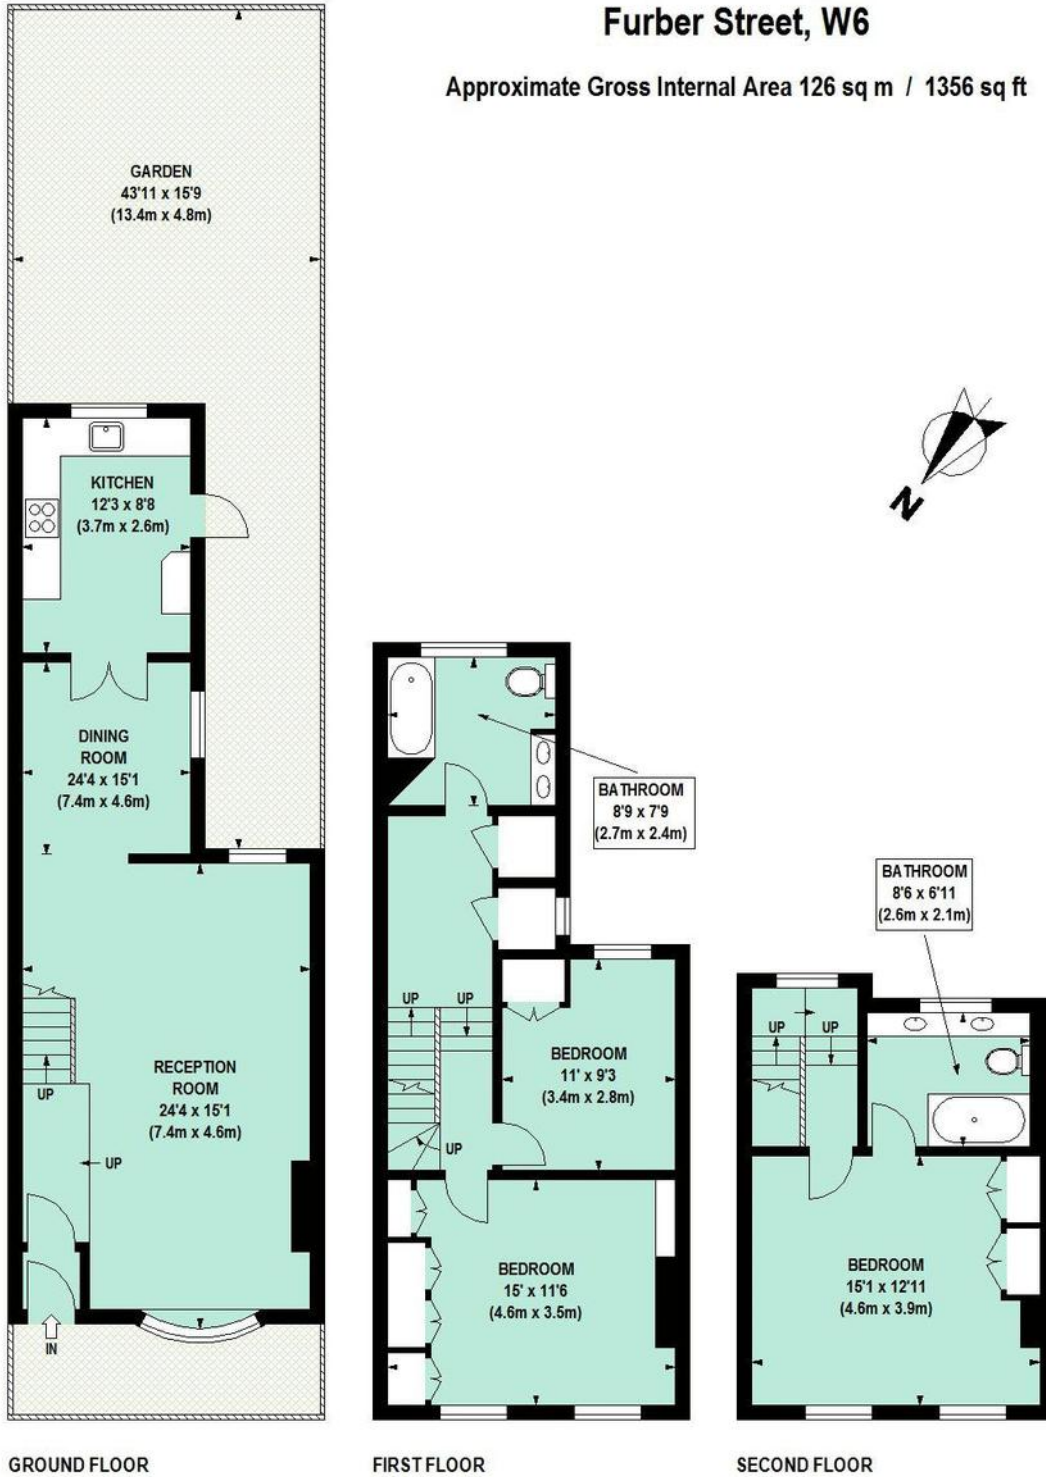 Furber Street, W6
Approximate Gross Internal Area 126 sq m / 1356 sq ft
GARDEN
43'11 x 15'9
(13.4m x 4.8m)
KITCHEN
12'3 x 8'8
(3.7m x 2.6m)
DINING
ROOM
24'4 x 15'1
(7.4m x 4.6m)
UP
RECEPTION
ROOM
24'4 x 15'1
(7.4m x 4.6m)
UP
IN
GROUND FLOOR
N
BATHROOM
8'9 x 7'9
(2.7m x 2.4m)
UP
UP
BEDROOM
11' x 9'3
(3.4m x 2.8m)
UP
BEDROOM
15' x 11'6
(4.6m x 3.5m)
FIRST FLOOR
BATHROOM
8'6 x 6'11
(2.6m x 2.1m)
UP
UP
BEDROOM
15'1 x 12'11
(4.6m x 3.9m)
SECOND FLOOR